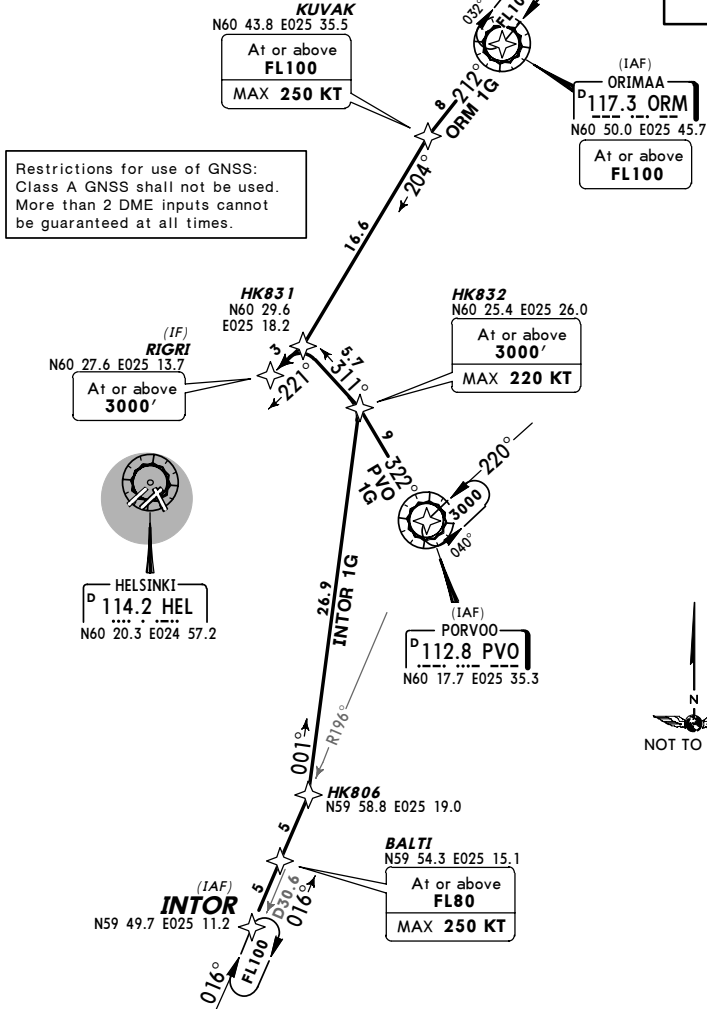 KUVAK
N60 43.8 E025 35.5
At or above
FL100
MAX 250 KT
032°
FL10
(IAF)
ORIMAA
D 117.3 ORM
N60 50.0 E025 45.7
At or above
FL100
8
212°
ORM 1G
204°
16.6
Restrictions for use of GNSS:
Class A GNSS shall not be used.
More than 2 DME inputs cannot
be guaranteed at all times.
HK831
N60 29.6
E025 18.2
(IF)
RIGRI
N60 27.6 E025 13.7
At or above
3000'
3
221°
5.7
311°
HK832
N60 25.4 E025 26.0
At or above
3000'
MAX 220 KT
9
322°
PVO
1G
220°
3000
040°
(IAF)
PORVOO
D 112.8 PVO
N60 17.7 E025 35.3
HELSINKI
D 114.2 HEL
N60 20.3 E024 57.2
26.9
INTOR 1G
R196°
001°
N
NOT TO
HK806
N59 58.8 E025 19.0
5
BALTI
N59 54.3 E025 15.1
At or above
FL80
MAX 250 KT
5
D30.6
016°
(IAF)
INTOR
N59 49.7 E025 11.2
FL100
016°